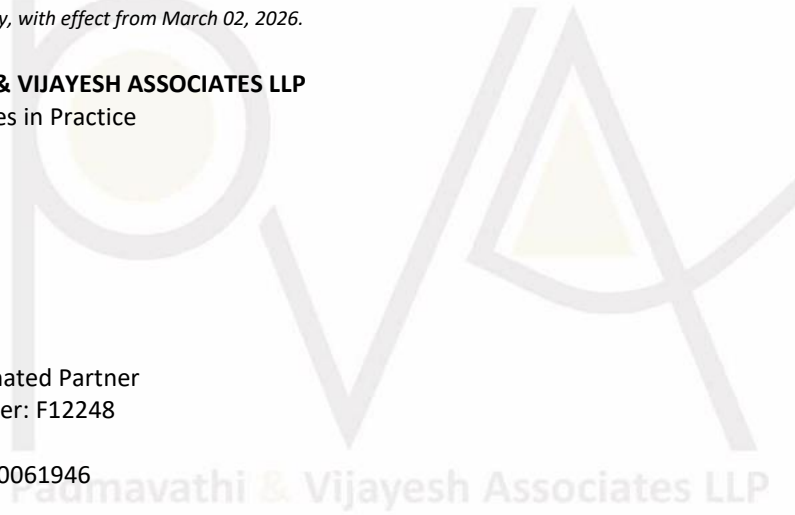 y, with effect from March 02, 2026.
& VIJAYESH ASSOCIATES LLP
es in Practice
nated Partner
er: F12248
0061946
Padmavathi & Vijayesh Associates LLP